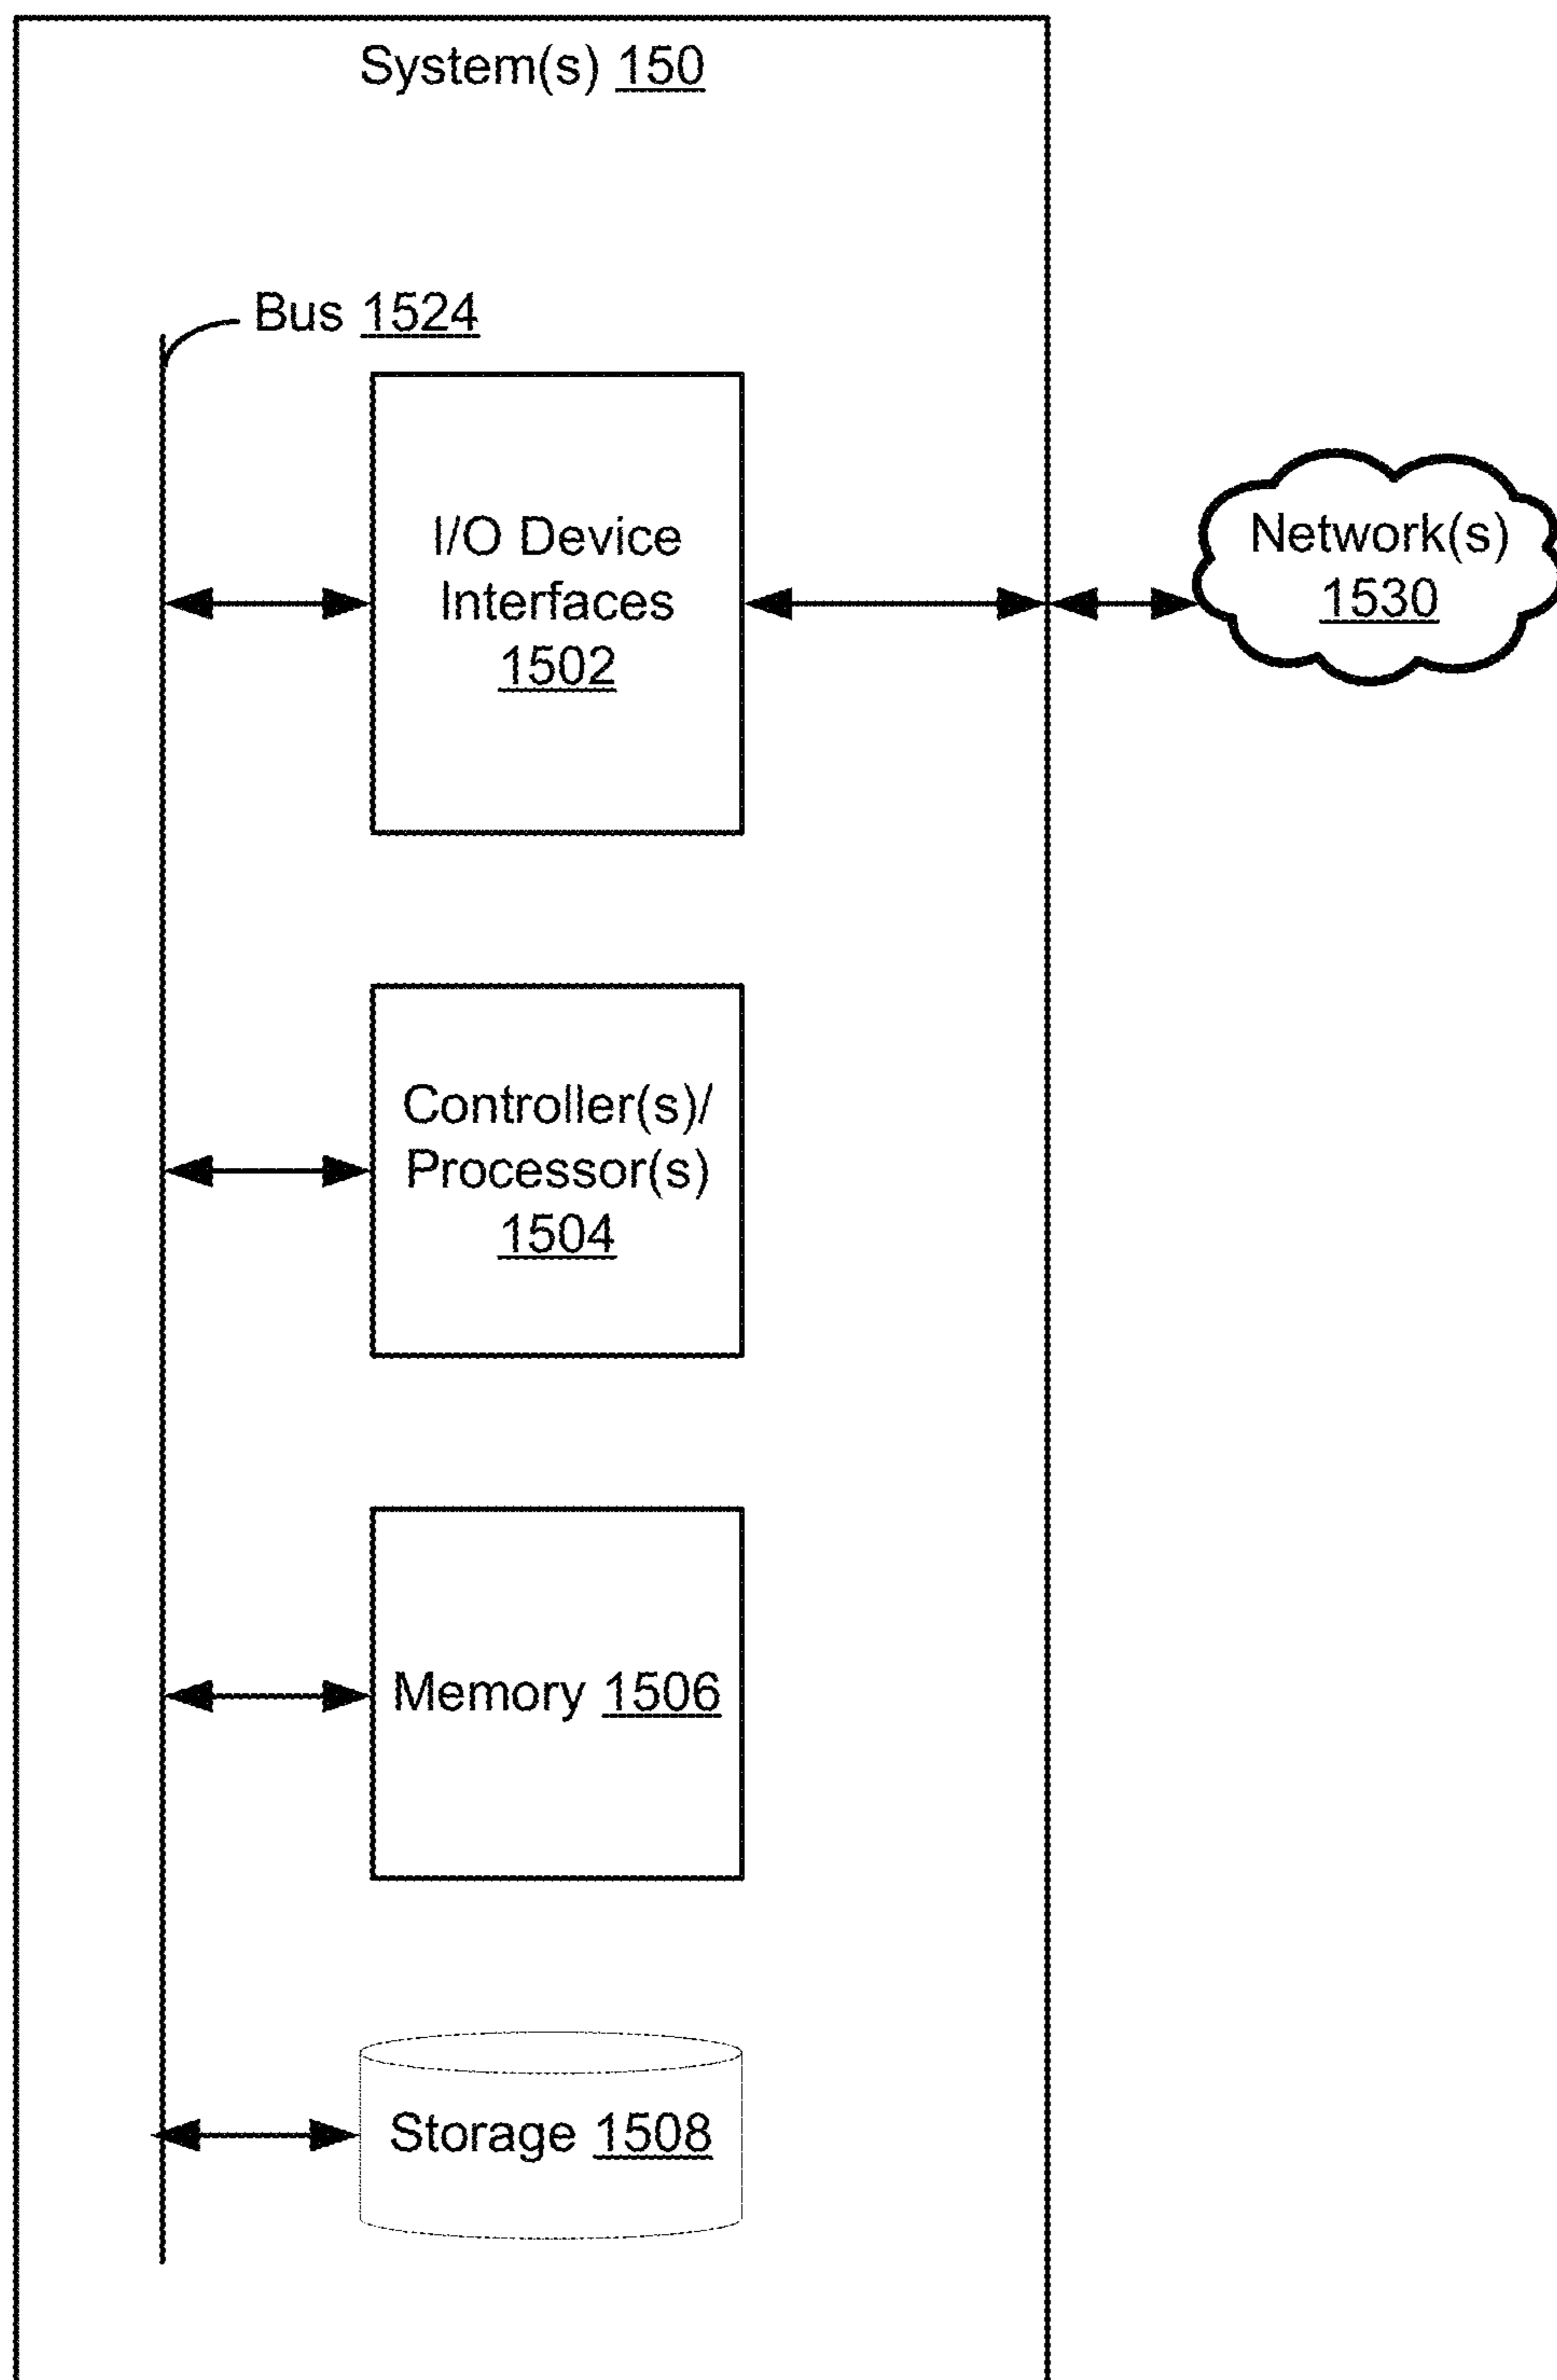 System(s) 150
Bus 1524
I/O Device
Interfaces
1502
Network(s)
1530
Controller(s)/
Processor(s)
1504
Memory 1506
Storage 1508